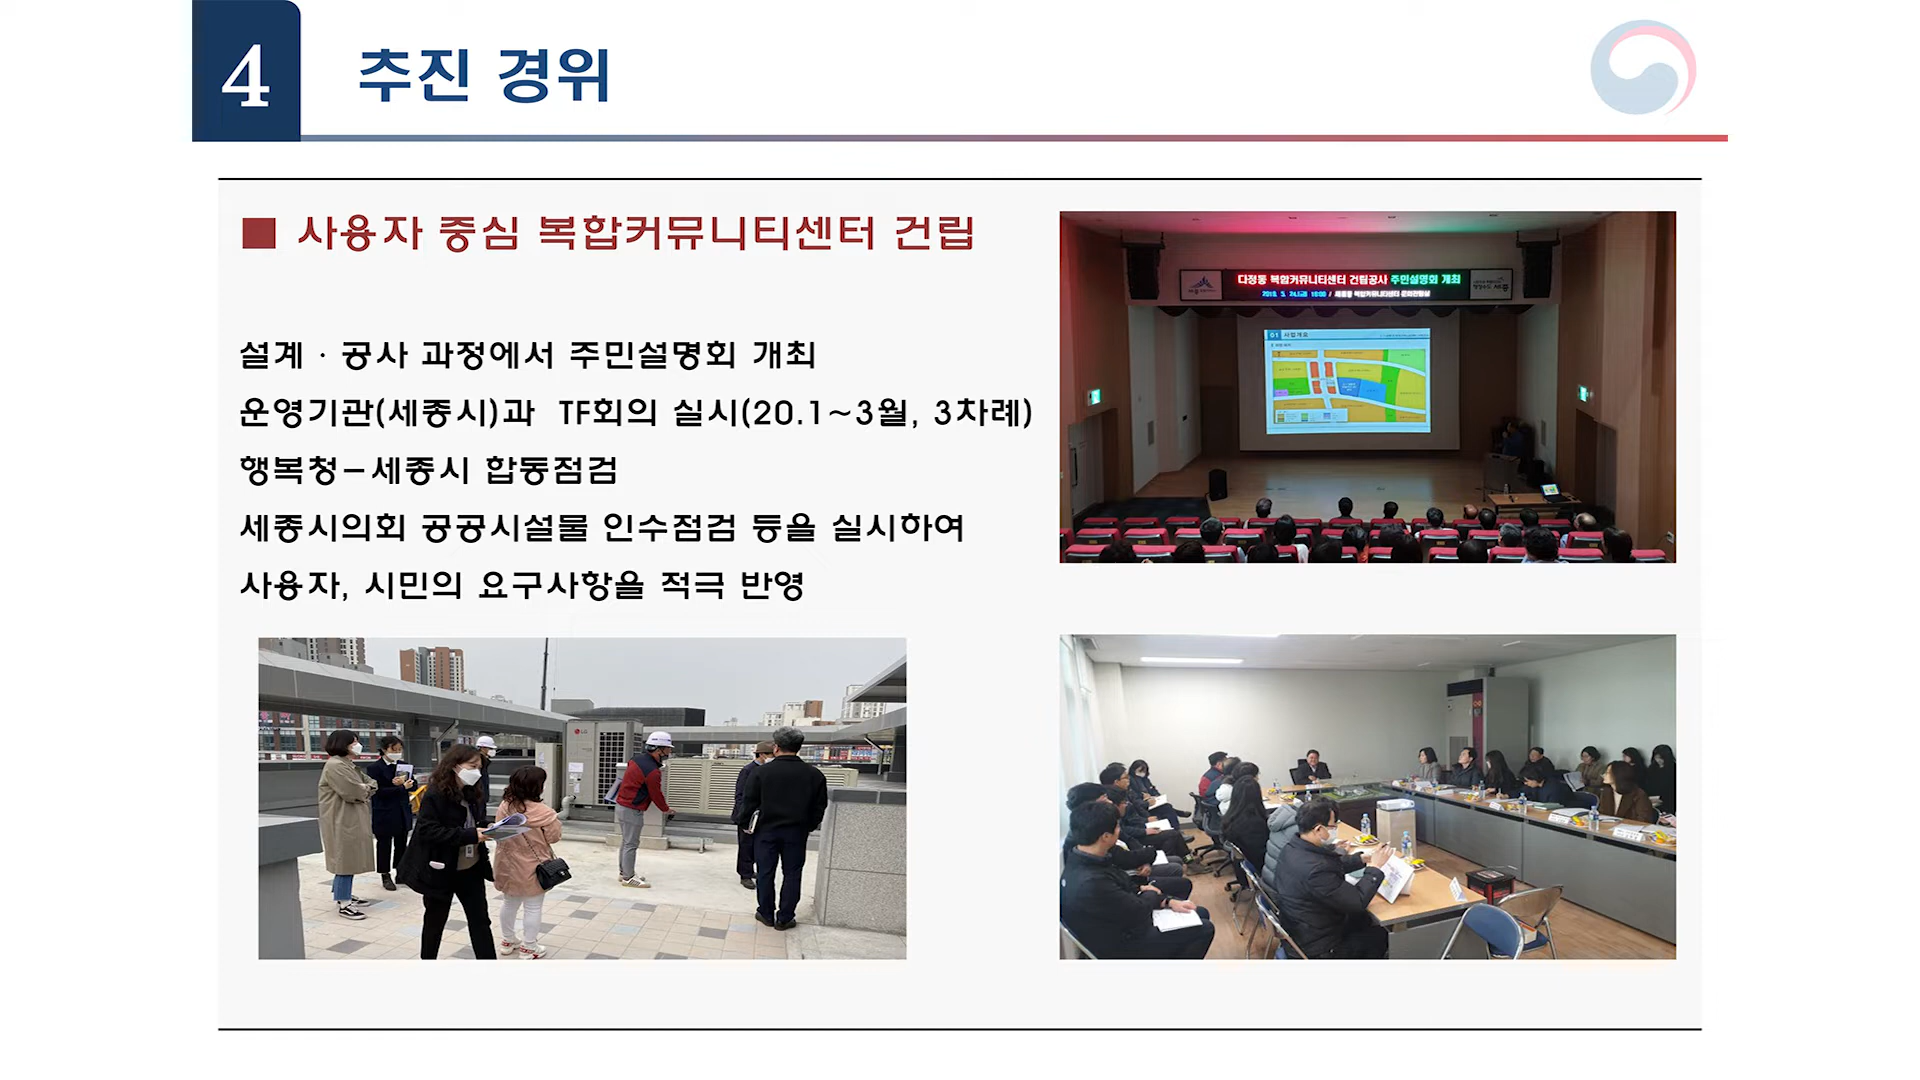 4
추진 경위
■ 사용자 중심 복합커뮤니티센터 건립
설계 · 공사 과정에서 주민설명회 개최
운영기관(세종시)과 TF회의 실시(20.1~3월, 3차례)
행복청-세종시 합동점검
세종시의회 공공시설물 인수점검 등을 실시하여
사용자, 시민의 요구사항을 적극 반영
다정동 복합커뮤니티센터 건립공사 주민설명회 개최
01 사업개요
LG